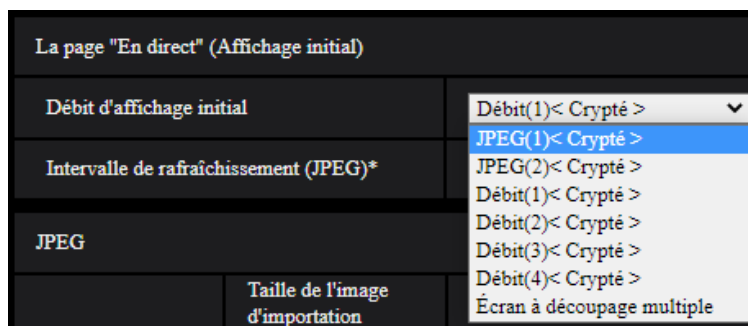 La page "En direct" (Affichage initial)
Débit d'affichage initial
Débit(1)< Crypté >
JPEG(1)< Crypté >
Intervalle de rafraîchissement (JPEG)*
JPEG(2)< Crypté >
Débit(1)< Crypté >
Débit(2)< Crypté >
JPEG
Débit(3)< Crypté >
Débit(4)< Crypté >
Taille de l'image
d'importation
Écran à découpage multiple